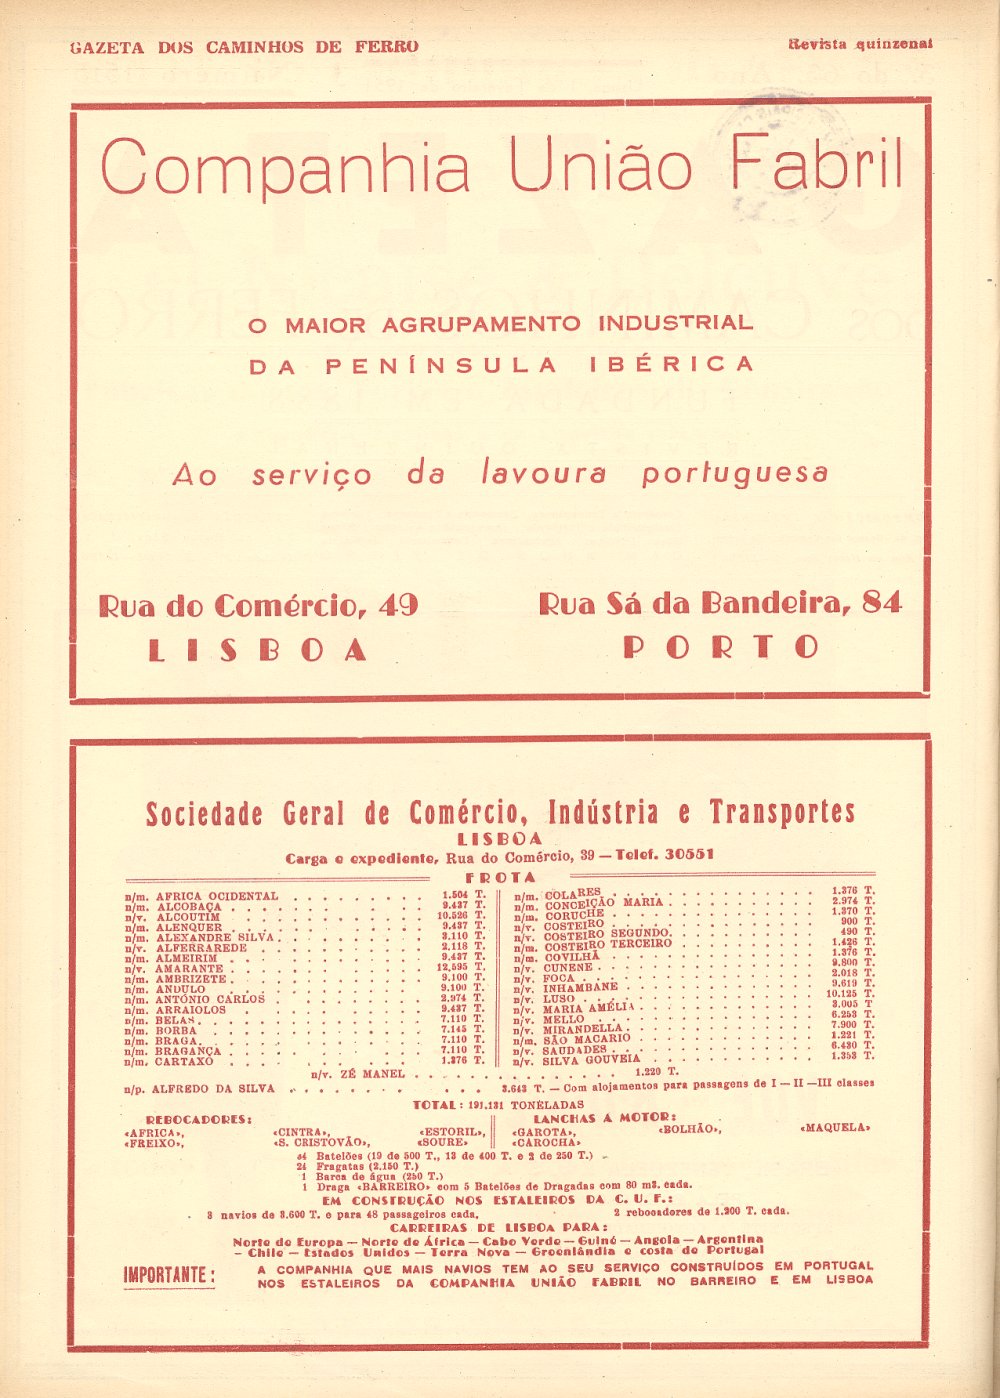 GAZETA DOS CAMINHOS DE FERRO
Revista quinzenal
Companhia União Fabril
O MAIOR AGRUPAMENTO INDUSTRIAL
DA PENÍNSULA IBÉRICA
Ao serviço da lavoura portuguesa
Rua do Comércio, 49
LISBOA
Rua Sá da Bandeira, 84
PORTO
Sociedade Geral de Comércio, Indústria e Transportes
LISBOA
Carga e expediente, Rua do Comércio, 39 — Telef. 30551
FROTA
n/m. AFRICA OCIDENTAL . . . . . . . . 1.504 T.
n/m. ALCOBAÇA . . . . . . . . 9.437 T.
n/v. ALCOUTIM . . . . . . . . 10.526 T.
n/m. ALENQUER . . . . . . . . 9.437 T.
n/m. ALEXANDRE SILVA . . . . . . . . 3.110 T.
n/v. ALFERRAREDE . . . . . . . . 2.118 T.
n/m. ALMEIRIM . . . . . . . . 9.437 T.
n/v. AMARANTE . . . . . . . . 12,595 T.
n/m. AMBRIZETE . . . . . . . . 9.100 T.
n/m. ANDULO . . . . . . . . 9.100 T.
n/m. ANTÓNIO CARLOS . . . . . . . . 2.974 T.
n/m. ARRAIOLOS . . . . . . . . 9.437 T.
n/m. BELAS . . . . . . . . 7.110 T.
n/m. BORBA . . . . . . . . 7.145 T.
n/m. BRAGA . . . . . . . . 7.110 T.
n/m. BRAGANÇA . . . . . . . . 7.110 T.
n/m. CARTAXO . . . . . . . . 1.376 T.
n/m. COLARES . . . . . . . . 1.376 T.
n/m. CONCEIÇÃO MARIA . . . . . . . . 2.974 T.
n/m. CORUCHE . . . . . . . . 1.370 T.
n/v. COSTEIRO . . . . . . . . 900 T.
n/v. COSTEIRO SEGUNDO . . . . . . . . 490 T.
n/m. COSTEIRO TERCEIRO . . . . . . . . 1.426 T.
n/m. COVILHÃ . . . . . . . . 1.376 T.
n/v. CUNENE . . . . . . . . 9.800 T.
n/v. FOCA . . . . . . . . 2.018 T.
n/v. INHAMBANE . . . . . . . . 9.619 T.
n/v. LUSO . . . . . . . . 10.125 T.
n/v. MARIA AMÉLIA . . . . . . . . 3.005 T
n/v. MELLO . . . . . . . . 6.253 T.
n/v. MIRANDELLA . . . . . . . . 7.900 T.
n/m. SÃO MACARIO . . . . . . . . 1.221 T.
n/v. SAUDADES . . . . . . . . 6.430 T.
n/v. SILVA GOUVEIA . . . . . . . . 1.353 T.
n/v. ZÉ MANEL . . . . . . . . 1.220 T.
n/p. ALFREDO DA SILVA . . . . . . . . 3.643 T. — Com alojamentos para passagens de I — II —III classes
TOTAL: 191.131 TONELADAS
REBOCADORES:
«AFRICA», «CINTRA», «ESTORIL»,
«FREIXO», «S. CRISTOVÃO», «SOURE»
LANCHAS A MOTOR:
«GAROTA», «BOLHÃO», «MAQUELA»
«CAROCHA»
34 Batelões (19 de 500 T., 13 de 400 T. e 2 de 250 T.)
24 Fragatas (2.150 T.)
1 Barca de água (250 T.)
1 Draga «BARREIRO» com 5 Batelões de Dragadas com 80 m3. cada.
EM CONSTRUÇÃO NOS ESTALEIROS DA C. U. F.:
3 navios de 3.600 T. e para 48 passageiros cada. 2 rebocadores de 1.200 T. cada.
CARREIRAS DE LISBOA PARA:
Norte de Europa — Norte de África — Cabo Verde — Guiné — Angola — Argentina
— Chile — Estados Unidos — Terra Nova — Groenlândia e costa de Portugal
IMPORTANTE:
A COMPANHIA QUE MAIS NAVIOS TEM AO SEU SERVIÇO CONSTRUÍDOS EM PORTUGAL
NOS ESTALEIROS DA COMPANHIA UNIÃO FABRIL NO BARREIRO E EM LISBOA